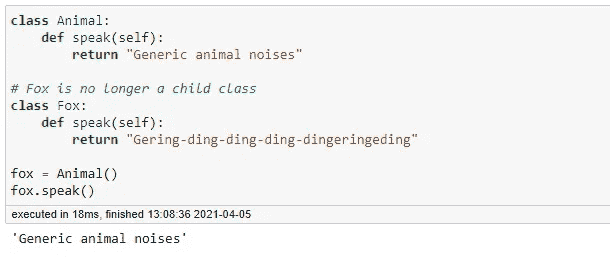 class Animal:
    def speak(self):
        return "Generic animal noises"
# Fox is no longer a child class
class Fox:
    def speak(self):
        return "Gering-ding-ding-ding-dingeringeding"
fox = Animal()
fox.speak()
executed in 18ms, finished 13:08:36 2021-04-05
'Generic animal noises'